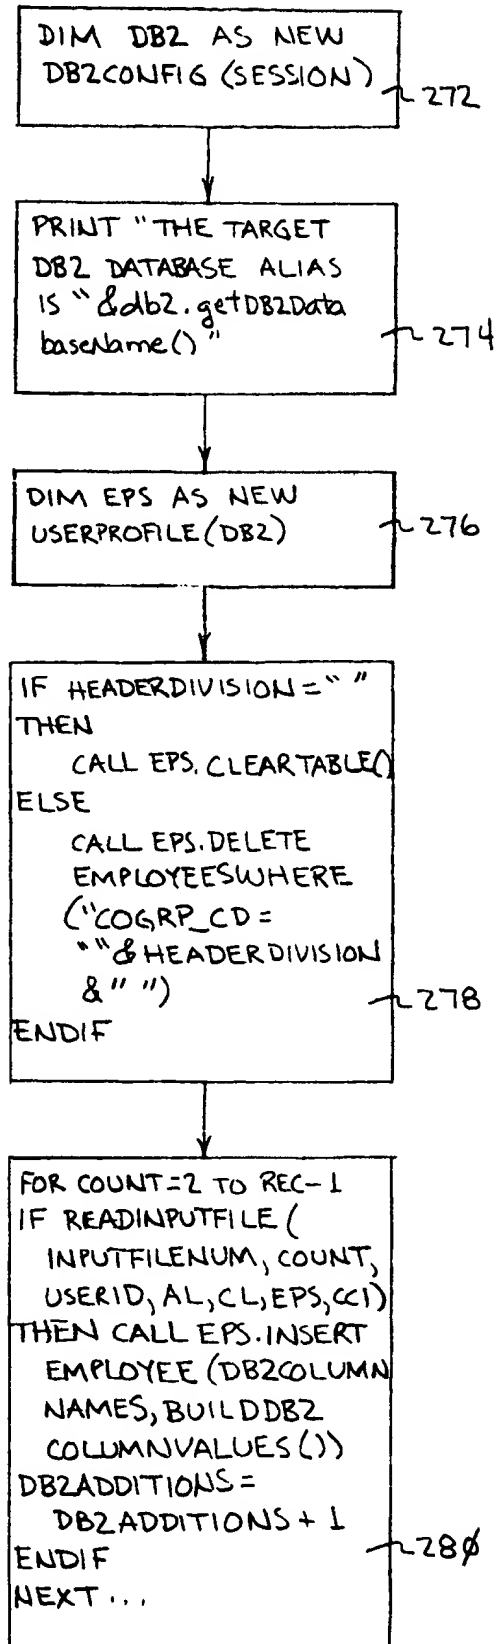 DIM DB2 AS NEW
DB2CONFIG (SESSION)
272
PRINT "THE TARGET
DB2 DATABASE ALIAS
IS "&db2.getDB2Data
baseName()"
274
DIM EPS AS NEW
USERPROFILE(DB2)
276
IF HEADERDIVISION=" "
THEN
CALL EPS.CLEARTABLE()
ELSE
CALL EPS.DELETE
EMPLOYEESWHERE
("COGRP_CD=
""&HEADERDIVISION
&" ")
278
ENDIF
FOR COUNT=2 TO REC-1
IF READINPUTFILE(
INPUTFILENUM, COUNT,
USERID, AL, CL, EPS, CCI)
THEN CALL EPS.INSERT
EMPLOYEE (DB2COLUMN
NAMES, BUILDDB2
COLUMNVALUES())
DB2ADDITIONS=
DB2ADDITIONS+1
280
ENDIF
NEXT...